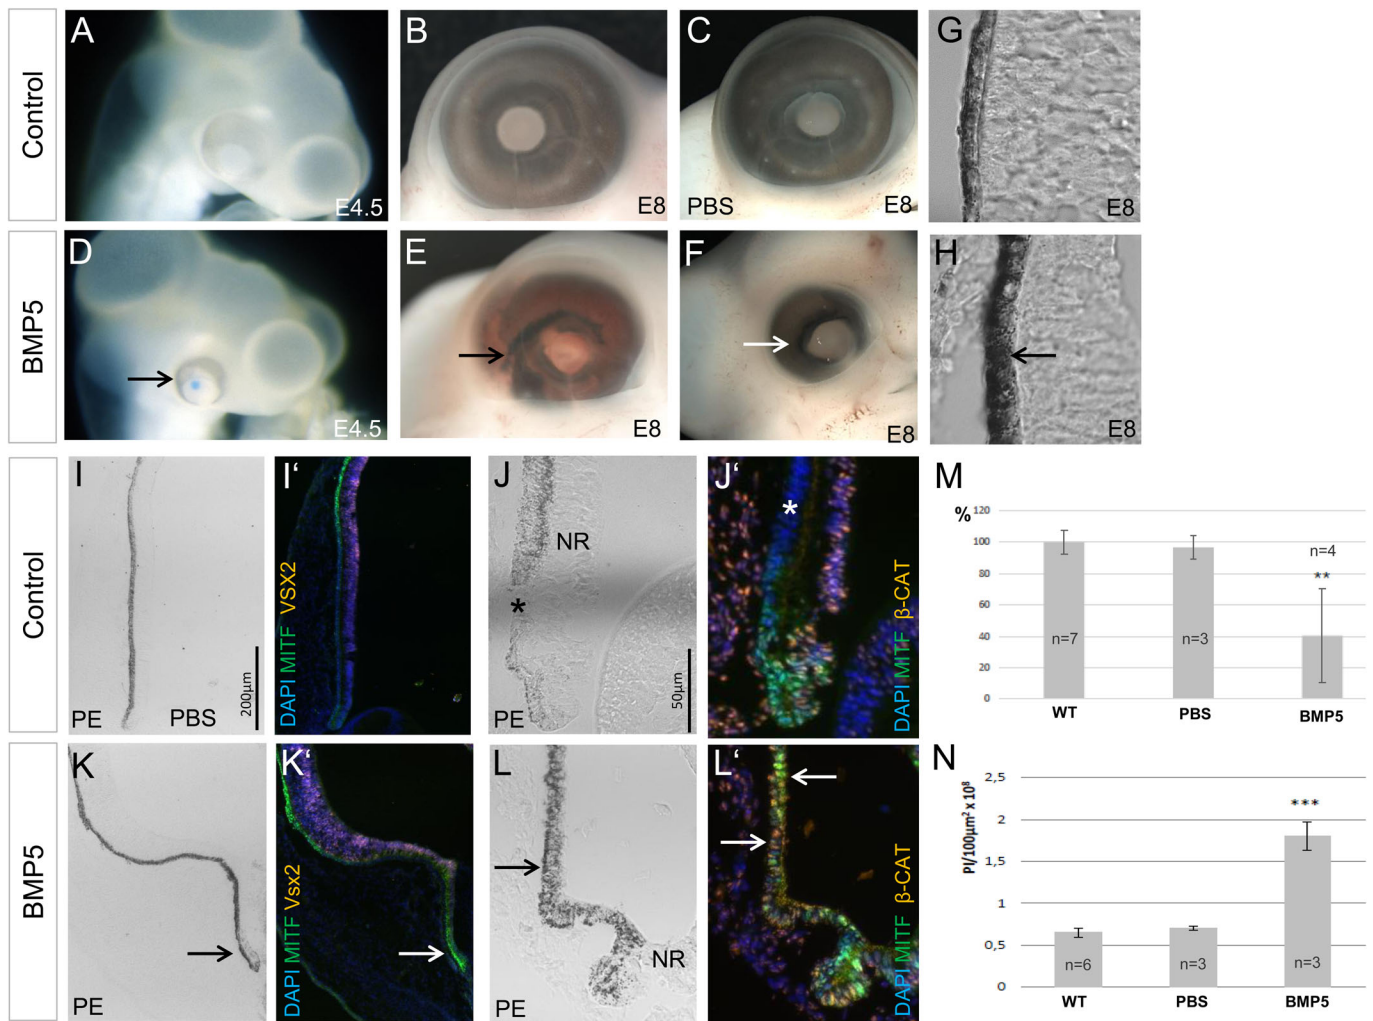 Control
A
E4.5
B
E8
C
PBS
E8
G
E8
BMP5
D
E4.5
E
E8
F
E8
H
E8
Control
I
PE
PBS
200µm
I'
DAPI MITF VSX2
J
NR
*
PE
50µm
J'
*
DAPI MITF β-CAT
M
%
120
100
80
60
40
20
0
n=7
n=3
n=4
**
WT
PBS
BMP5
BMP5
K
PE
K'
DAPI MITF Vsx2
L
NR
PE
L'
DAPI MITF β-CAT
N
PI/100µm² x 10⁸
2,5
2
1,5
1
0,5
0
n=6
n=3
***
n=3
WT
PBS
BMP5